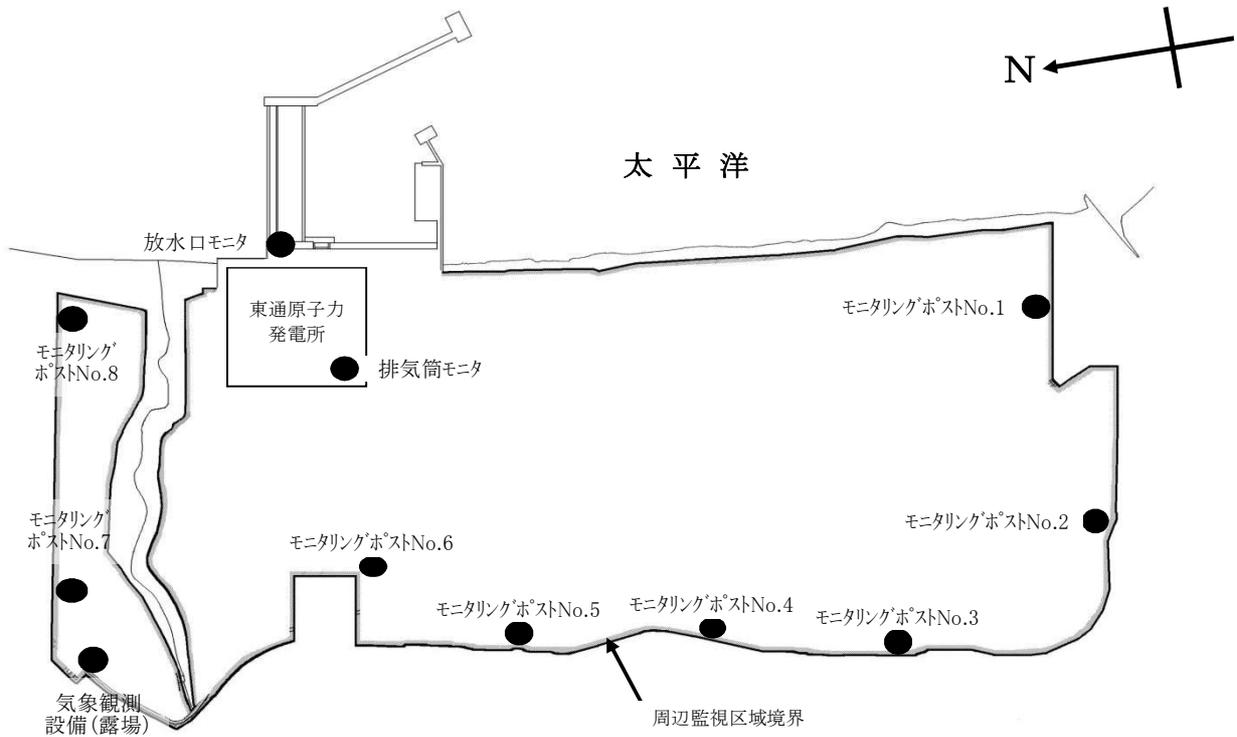 N
太平洋
放水口モニタ
東通原子力
発電所
排気筒モニタ
モニタリングポストNo.1
モニタリング
ポストNo.8
モニタリングポストNo.2
モニタリング
ポストNo.7
モニタリングポストNo.6
モニタリングポストNo.5
モニタリングポストNo.4
モニタリングポストNo.3
気象観測
設備(露場)
周辺監視区域境界